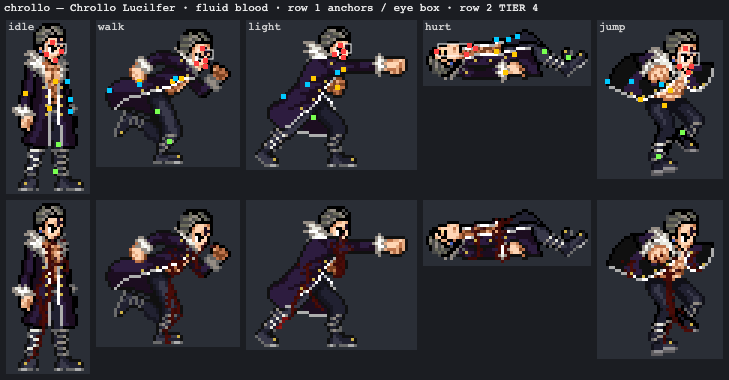 chrollo — Chrollo Lucilfer · fluid blood · row 1 anchors / eye box · row 2 TIER 4
idle
walk
light
hurt
jump